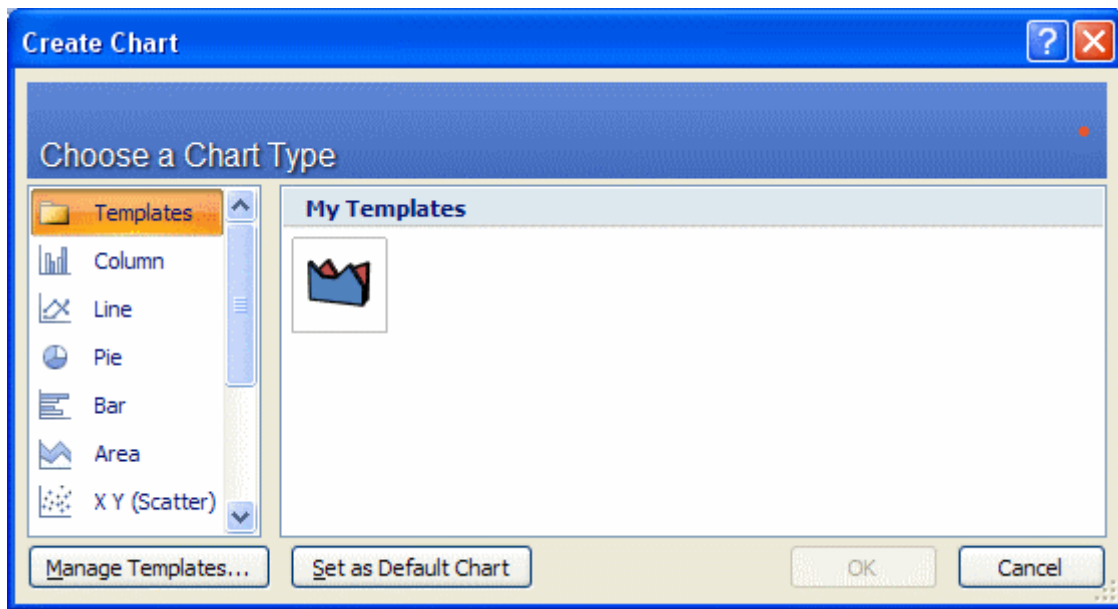 Create Chart
Choose a Chart Type
Templates
Column
Line
Pie
Bar
Area
X Y (Scatter)
My Templates
Manage Templates...
Set as Default Chart
OK
Cancel